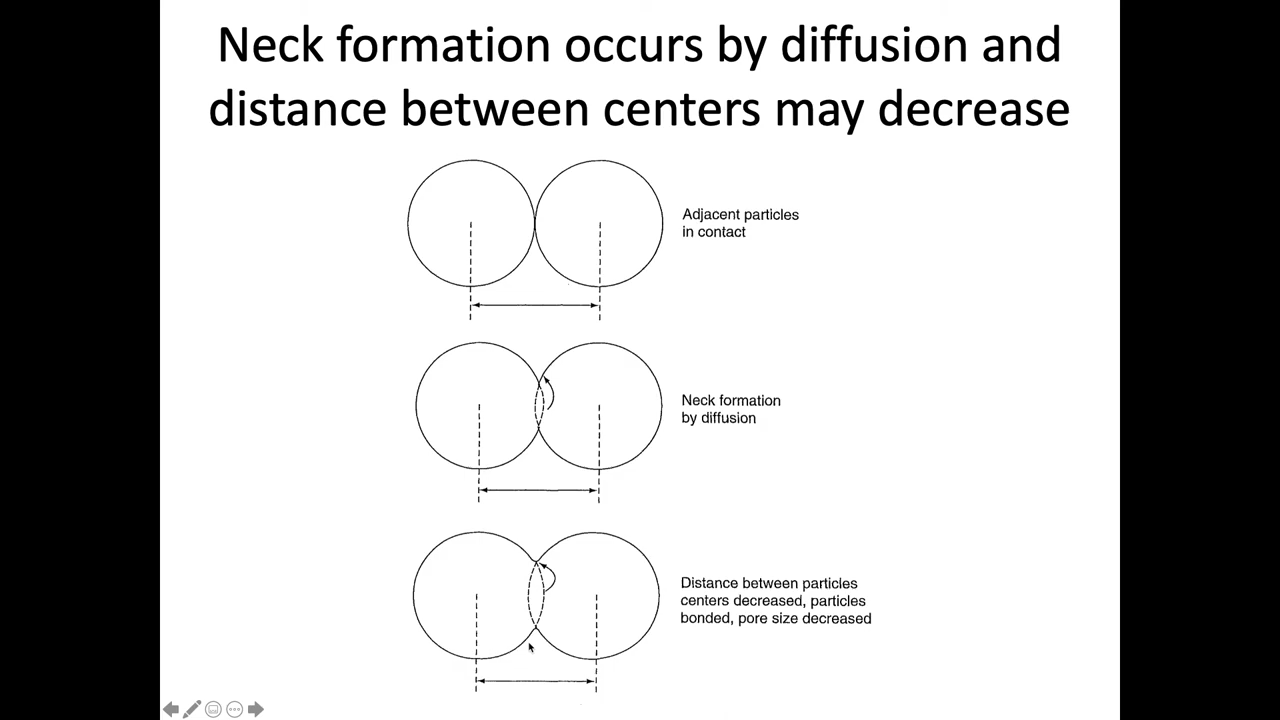 Neck formation occurs by diffusion and
distance between centers may decrease
Adjacent particles
in contact
Neck formation
by diffusion
Distance between particles
centers decreased, particles
bonded, pore size decreased